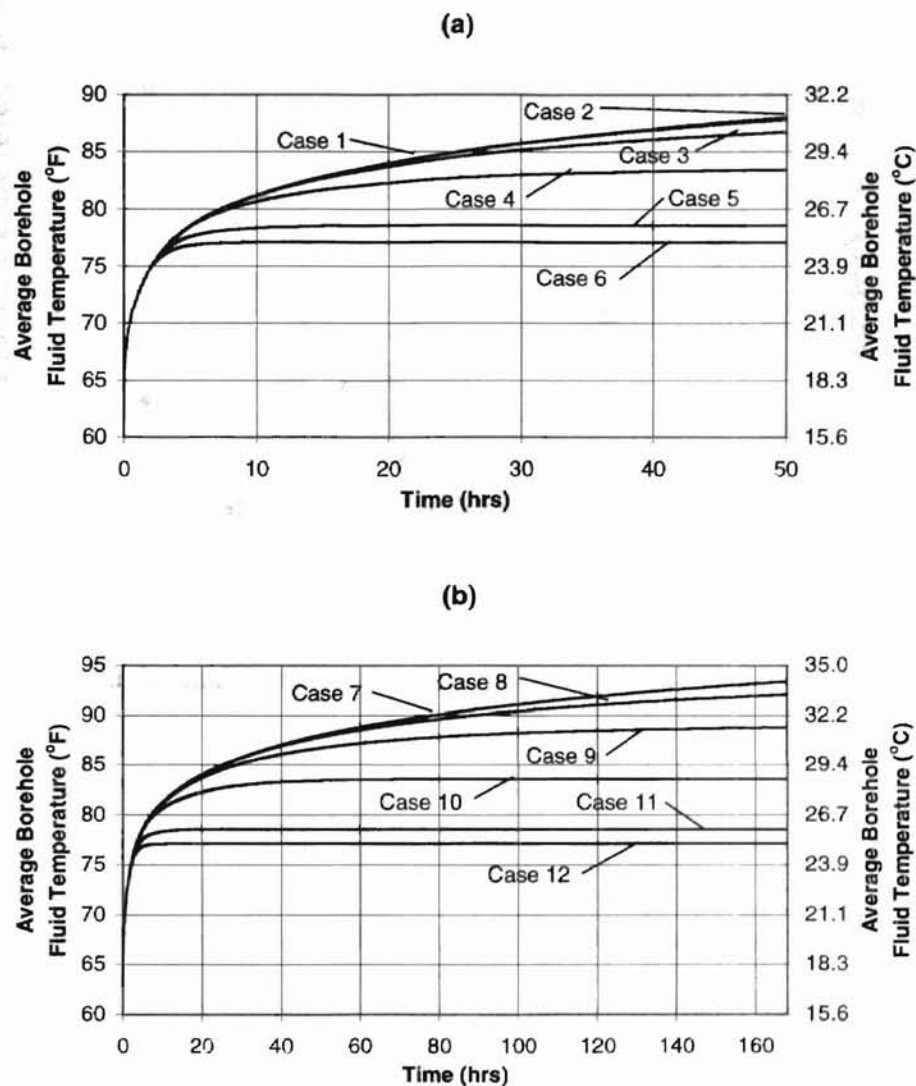 (a)
Average Borehole
Fluid Temperature (°F)
90
85
80
75
70
65
60
Case 1
Case 2
Case 3
Case 4
Case 5
Case 6
32.2
29.4
26.7
23.9
21.1
18.3
15.6
Average Borehole
Fluid Temperature (°C)
0
10
20
30
40
50
Time (hrs)
(b)
Average Borehole
Fluid Temperature (°F)
95
90
85
80
75
70
65
60
Case 7
Case 8
Case 9
Case 10
Case 11
Case 12
35.0
32.2
29.4
26.7
23.9
21.1
18.3
15.6
Average Borehole
Fluid Temperature (°C)
0
20
40
60
80
100
120
140
160
Time (hrs)